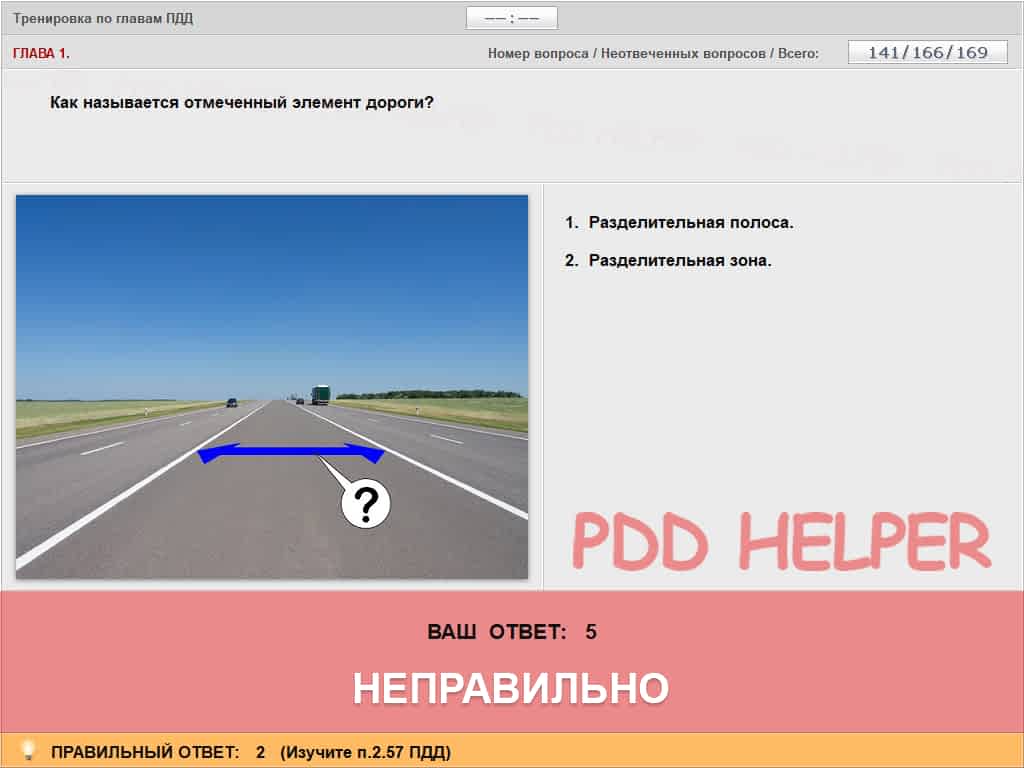 Тренировка по главам ПДД
–– : ––
ГЛАВА 1.
Номер вопроса / Неотвеченных вопросов / Всего: 141/166/169
Как называется отмеченный элемент дороги?
1. Разделительная полоса.
2. Разделительная зона.
?
PDD HELPER
ВАШ ОТВЕТ: 5
НЕПРАВИЛЬНО
ПРАВИЛЬНЫЙ ОТВЕТ: 2 (Изучите п.2.57 ПДД)